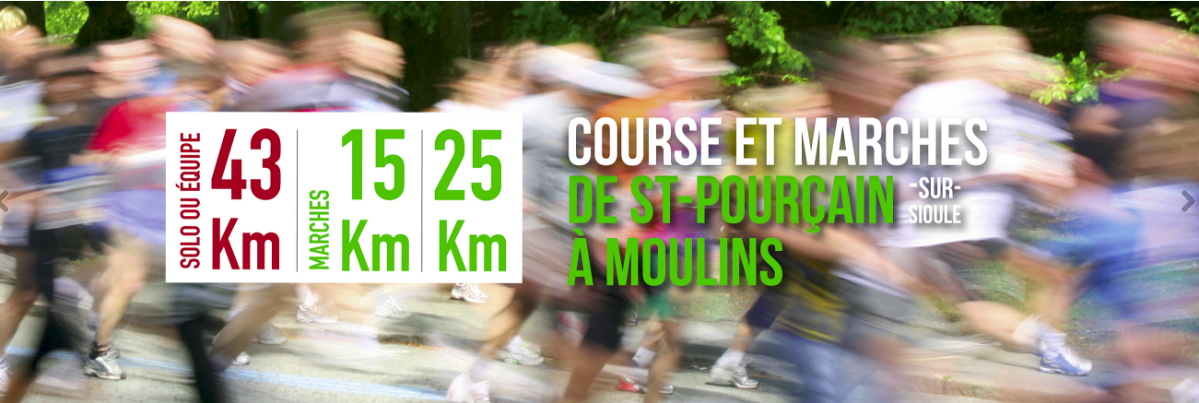 SOLO OU ÉQUIPE
43
Km
MARCHES
15
Km
25
Km
COURSE ET MARCHES
DE ST-POURÇAIN -SUR-
SIOULE
À MOULINS